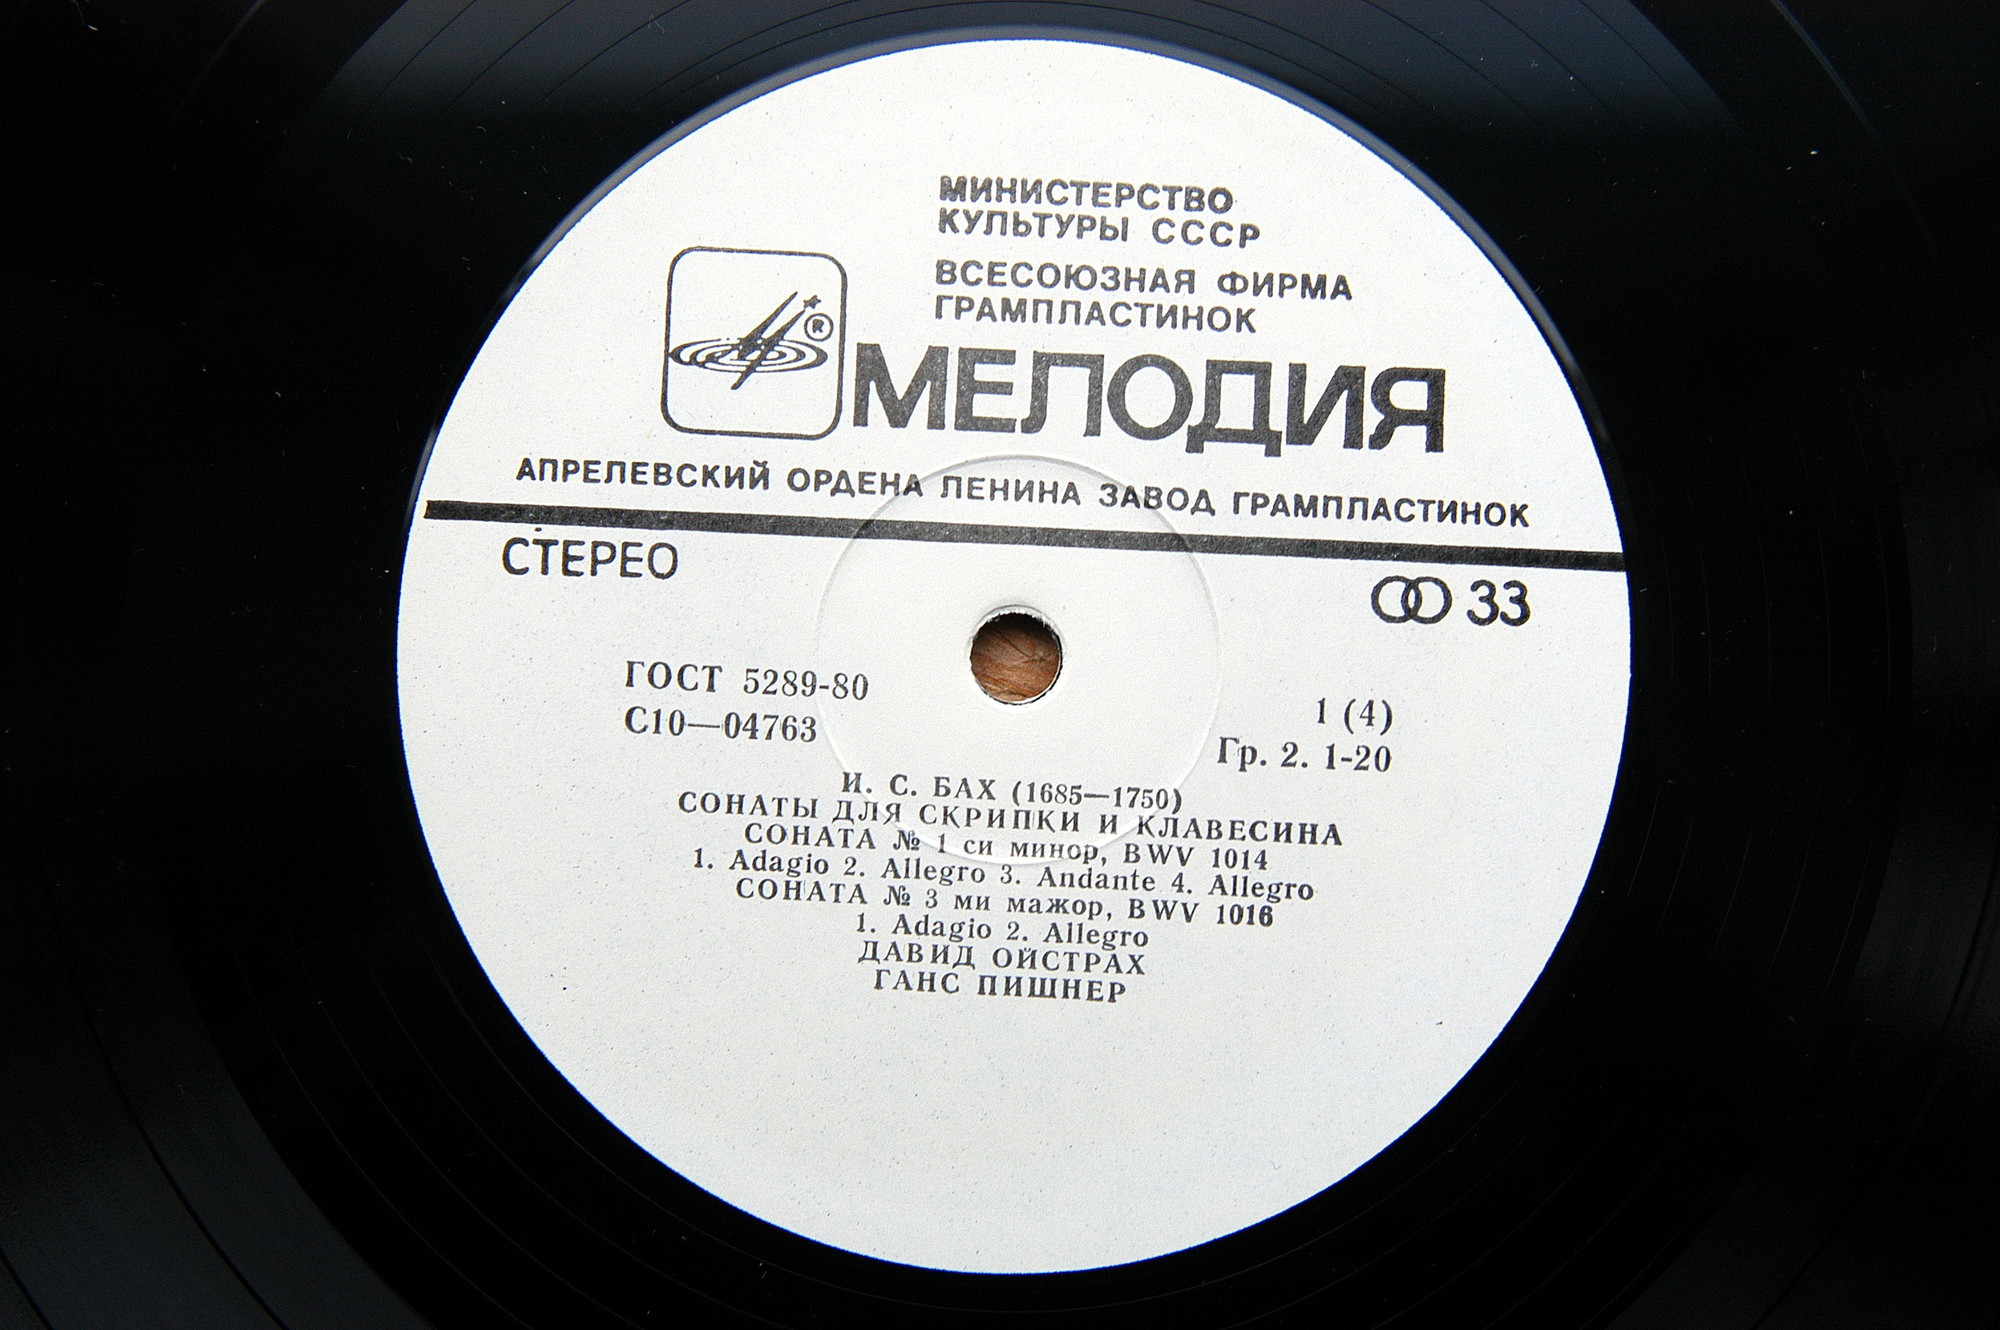 МИНИСТЕРСТВО
КУЛЬТУРЫ СССР
ВСЕСОЮЗНАЯ ФИРМА
ГРАМПЛАСТИНОК
®
МЕЛОДИЯ
АПРЕЛЕВСКИЙ ОРДЕНА ЛЕНИНА ЗАВОД ГРАМПЛАСТИНОК
СТЕРЕО
33
ГОСТ 5289-80
С10—04763
1 (4)
Гр. 2. 1-20
И. С. БАХ (1685—1750)
СОНАТЫ ДЛЯ СКРИПКИ И КЛАВЕСИНА
СОНАТА № 1 си минор, BWV 1014
1. Adagio 2. Allegro 3. Andante 4. Allegro
СОНАТА № 3 ми мажор, BWV 1016
1. Adagio 2. Allegro
ДАВИД ОЙСТРАХ
ГАНС ПИШНЕР